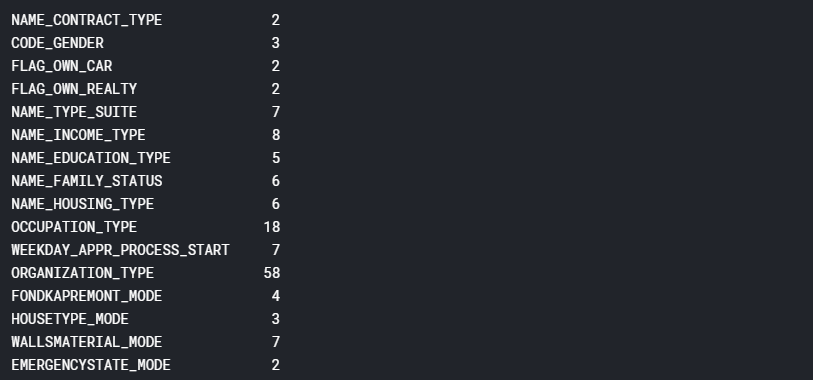 NAME_CONTRACT_TYPE 2
CODE_GENDER 3
FLAG_OWN_CAR 2
FLAG_OWN_REALTY 2
NAME_TYPE_SUITE 7
NAME_INCOME_TYPE 8
NAME_EDUCATION_TYPE 5
NAME_FAMILY_STATUS 6
NAME_HOUSING_TYPE 6
OCCUPATION_TYPE 18
WEEKDAY_APPR_PROCESS_START 7
ORGANIZATION_TYPE 58
FONDKAPREMONT_MODE 4
HOUSETYPE_MODE 3
WALLSMATERIAL_MODE 7
EMERGENCYSTATE_MODE 2